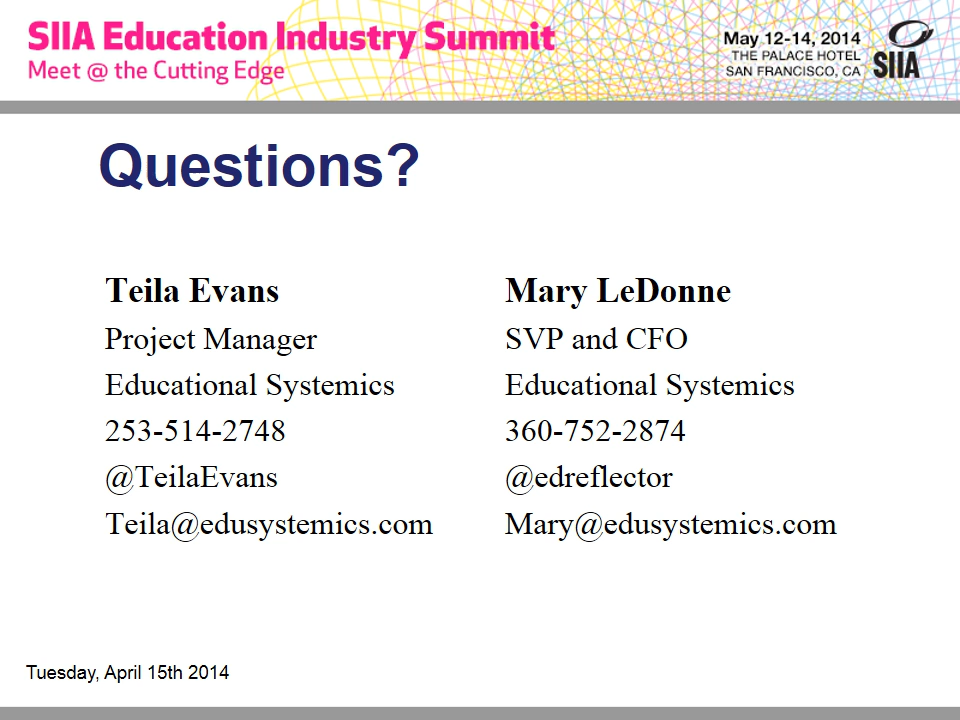 SIIA Education Industry Summit
Meet @ the Cutting Edge
May 12-14, 2014
THE PALACE HOTEL
SAN FRANCISCO, CA
SIIA
Questions?
Teila Evans
Project Manager
Educational Systemics
253-514-2748
@TeilaEvans
Teila@edusystemics.com
Mary LeDonne
SVP and CFO
Educational Systemics
360-752-2874
@edreflector
Mary@edusystemics.com
Tuesday, April 15th 2014